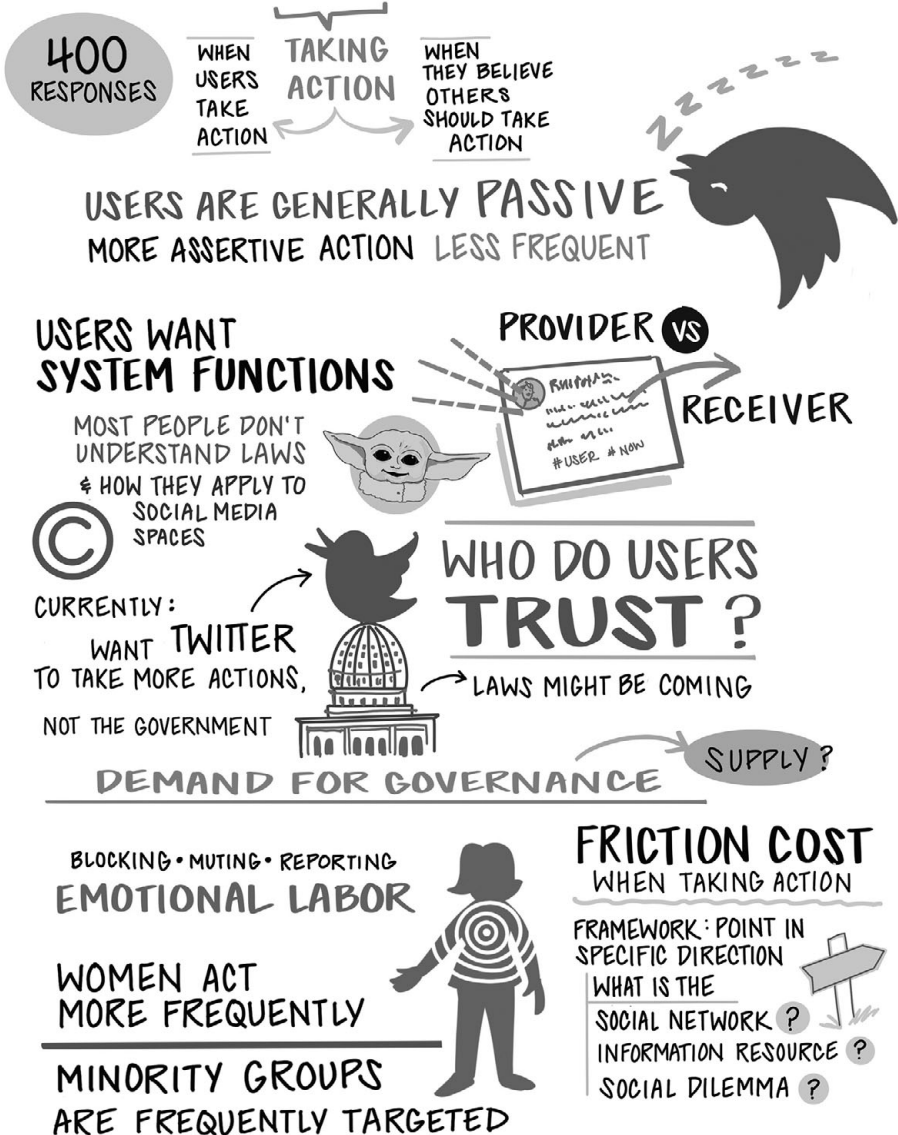 400
RESPONSES
WHEN
USERS
TAKE
ACTION
TAKING
ACTION
WHEN
THEY BELIEVE
OTHERS
SHOULD TAKE
ACTION
ZZZZZZZ
USERS ARE GENERALLY PASSIVE
MORE ASSERTIVE ACTION LESS FREQUENT
USERS WANT
SYSTEM FUNCTIONS
MOST PEOPLE DON'T
UNDERSTAND LAWS
& HOW THEY APPLY TO
SOCIAL MEDIA
SPACES
©
PROVIDER VS
RECEIVER
#USER #NOW
WHO DO USERS
TRUST?
CURRENTLY:
WANT TWITTER
TO TAKE MORE ACTIONS,
NOT THE GOVERNMENT
LAWS MIGHT BE COMING
DEMAND FOR GOVERNANCE
SUPPLY?
BLOCKING • MUTING • REPORTING
EMOTIONAL LABOR
WOMEN ACT
MORE FREQUENTLY
MINORITY GROUPS
ARE FREQUENTLY TARGETED
FRICTION COST
WHEN TAKING ACTION
FRAMEWORK: POINT IN
SPECIFIC DIRECTION
WHAT IS THE
SOCIAL NETWORK ?
INFORMATION RESOURCE ?
SOCIAL DILEMMA ?